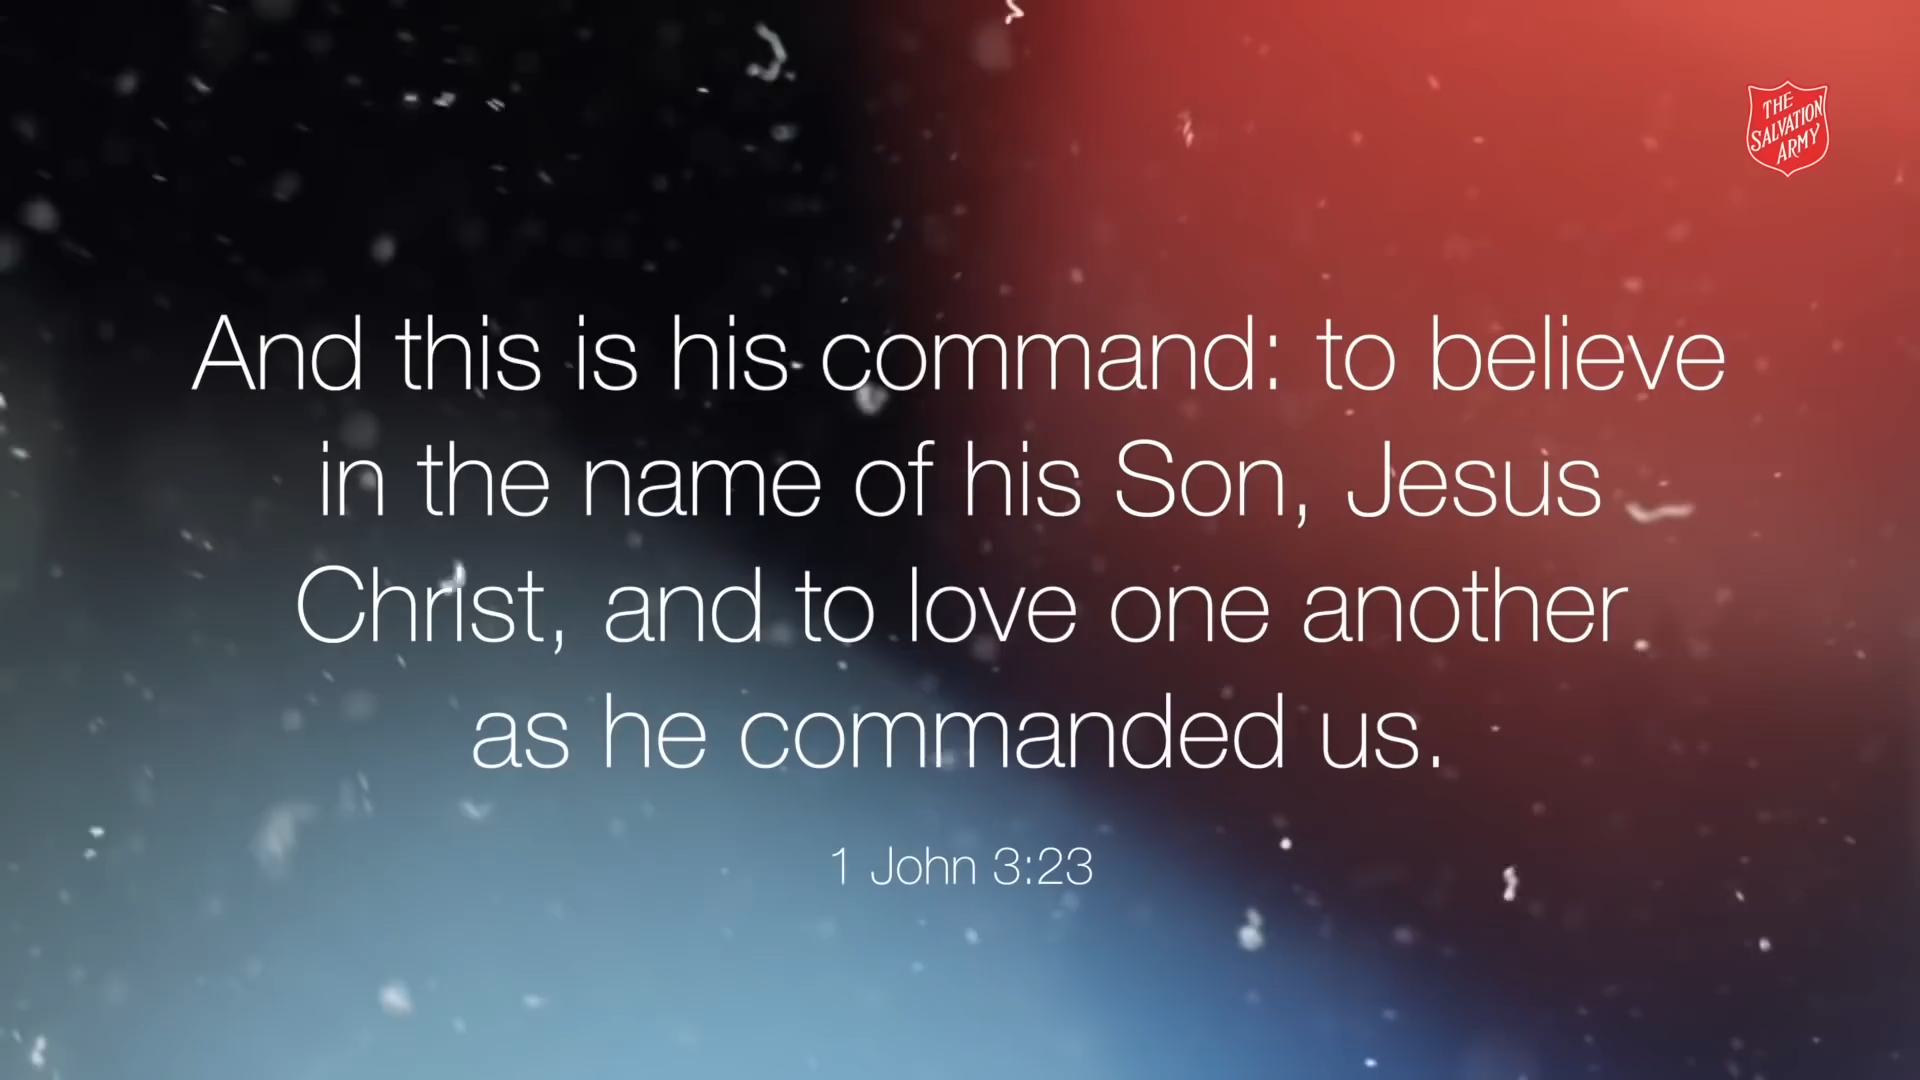 THE
SALVATION
ARMY
And this is his command: to believe
in the name of his Son, Jesus
Christ, and to love one another
as he commanded us.
1 John 3:23